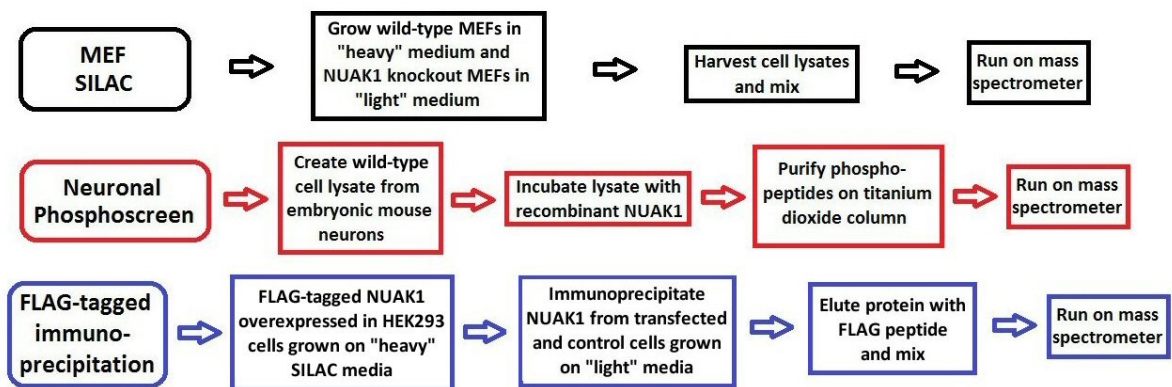 MEF
SILAC
Grow wild-type MEFs in
"heavy" medium and
NUAK1 knockout MEFs in
"light" medium
Harvest cell lysates
and mix
Run on mass
spectrometer
Neuronal
Phosphoscreen
Create wild-type
cell lysate from
embryonic mouse
neurons
Incubate lysate with
recombinant NUAK1
Purify phospho-
peptides on titanium
dioxide column
Run on mass
spectrometer
FLAG-tagged
immuno-
precipitation
FLAG-tagged NUAK1
overexpressed in HEK293
cells grown on "heavy"
SILAC media
Immunoprecipitate
NUAK1 from transfected
and control cells grown
on "light" media
Elute protein with
FLAG peptide
and mix
Run on mass
spectrometer